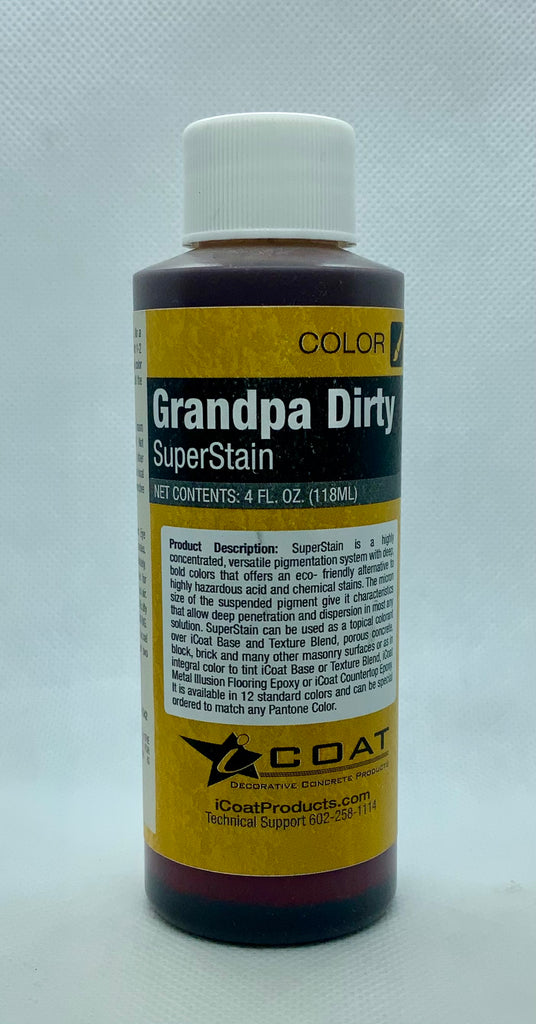 COLOR
Grandpa Dirty
SuperStain
NET CONTENTS: 4 FL. OZ. (118ML)
Product Description: SuperStain is a highly
concentrated, versatile pigmentation system with deep,
bold colors that offers an eco- friendly alternative to
highly hazardous acid and chemical stains. The micron
size of the suspended pigment give it characteristics
that allow deep penetration and dispersion in most any
solution. SuperStain can be used as a topical colorant
over iCoat Base and Texture Blend, porous concrete,
block, brick and many other masonry surfaces or as an
integral color to tint iCoat Base or Texture Blend, iCoat
Metal Illusion Flooring Epoxy or iCoat Countertop Epoxy.
It is available in 12 standard colors and can be special
ordered to match any Pantone Color.
iCOAT
DECORATIVE CONCRETE PRODUCTS
iCoatProducts.com
Technical Support 602-258-1114